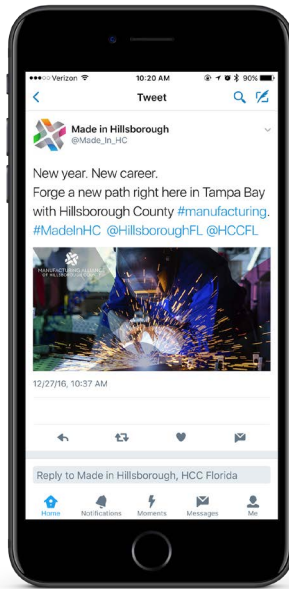 Verizon 10:20 AM 90%
Tweet
Made in Hillsborough
@Made_In_HC
New year. New career.
Forge a new path right here in Tampa Bay
with Hillsborough County #manufacturing.
#MadeInHC @HillsboroughFL @HCCFL
MANUFACTURING ALLIANCE
OF HILLSBOROUGH COUNTY
12/27/16, 10:37 AM
Reply to Made in Hillsborough, HCC Florida
Home Notifications Moments Messages Me